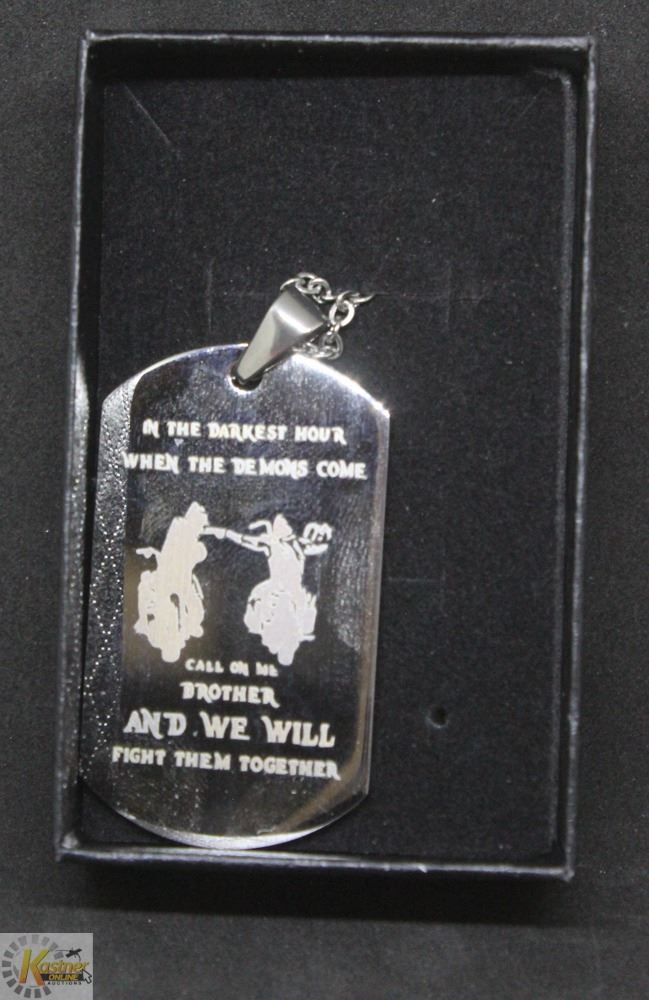 IN THE DARKEST HOUR
WHEN THE DEMONS COME
CALL ON ME
BROTHER
AND WE WILL
FIGHT THEM TOGETHER
Kastner
ONLINE
AUCTIONS